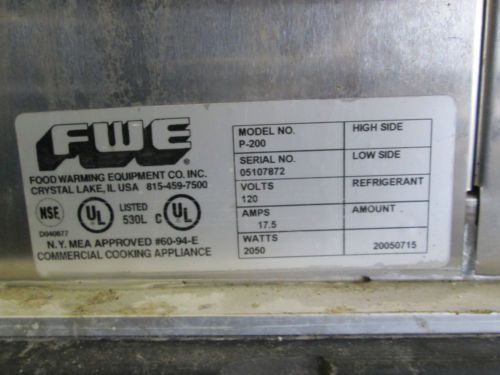 FWE
FOOD WARMING EQUIPMENT CO. INC.
CRYSTAL LAKE, IL USA 815-459-7500
NSF
D040677
UL LISTED 530L C UL
N.Y. MEA APPROVED #60-94-E
COMMERCIAL COOKING APPLIANCE
MODEL NO.
P-200
SERIAL NO.
05107872
VOLTS
120
AMPS
17.5
WATTS
2050
HIGH SIDE
LOW SIDE
REFRIGERANT
AMOUNT
20050715